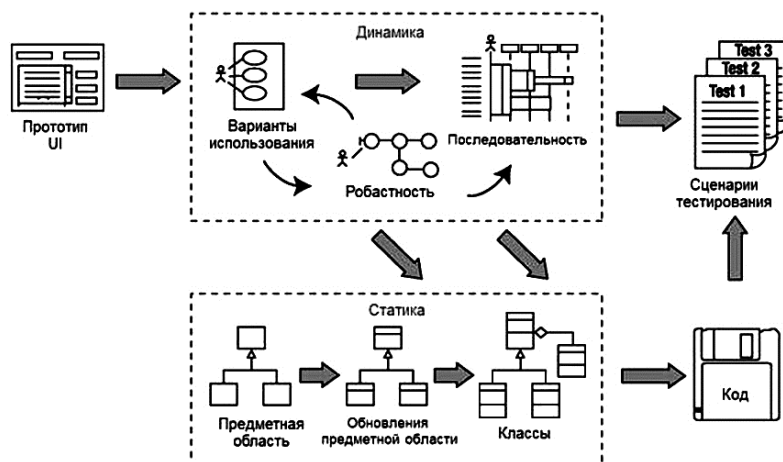 Динамика
Прототип
UI
Варианты
использования
Робастность
Последовательность
Test 3
Test 2
Test 1
Сценарии
тестирования
Статика
Предметная
область
Обновления
предметной области
Классы
Код